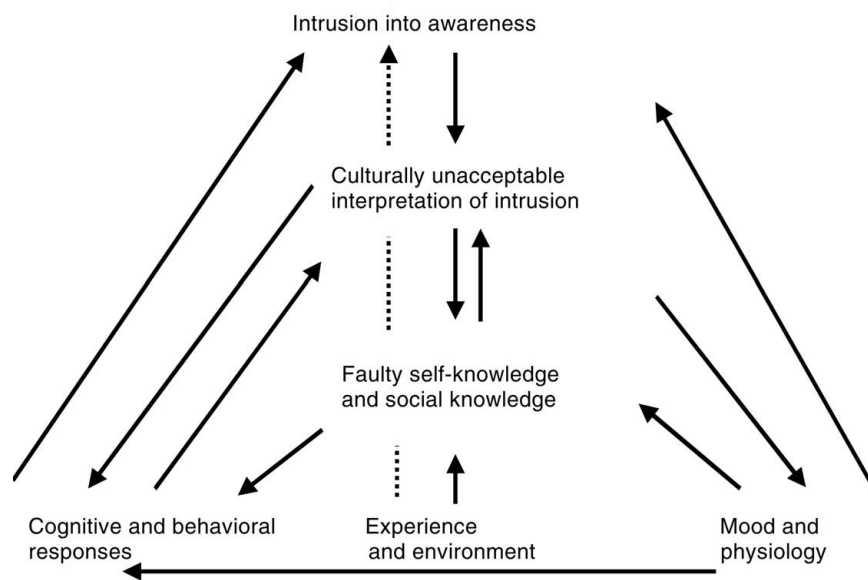 Intrusion into awareness
Culturally unacceptable
interpretation of intrusion
Faulty self-knowledge
and social knowledge
Cognitive and behavioral
responses
Experience
and environment
Mood and
physiology